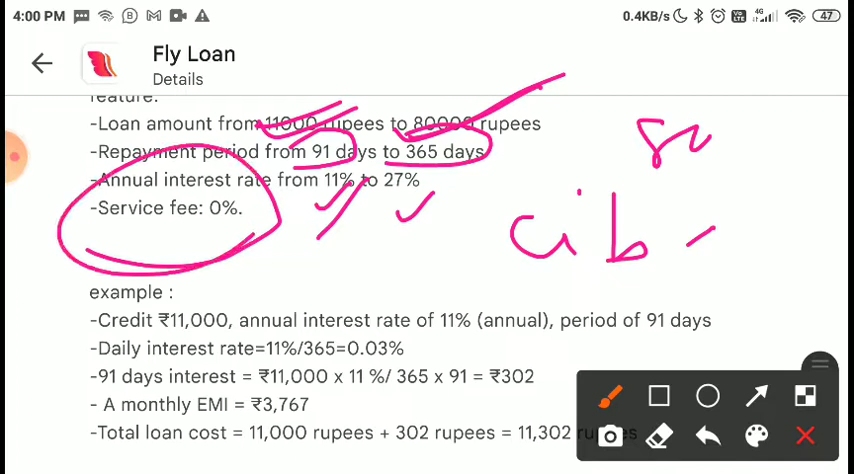 4:00 PM
0.4KB/s 4G 47
Fly Loan
Details
feature:
-Loan amount from 11000 rupees to 80000 rupees
-Repayment period from 91 days to 365 days
-Annual interest rate from 11% to 27%
-Service fee: 0%.
cib
example :
-Credit ₹11,000, annual interest rate of 11% (annual), period of 91 days
-Daily interest rate=11%/365=0.03%
-91 days interest = ₹11,000 x 11 %/ 365 x 91 = ₹302
- A monthly EMI = ₹3,767
-Total loan cost = 11,000 rupees + 302 rupees = 11,302 rupees